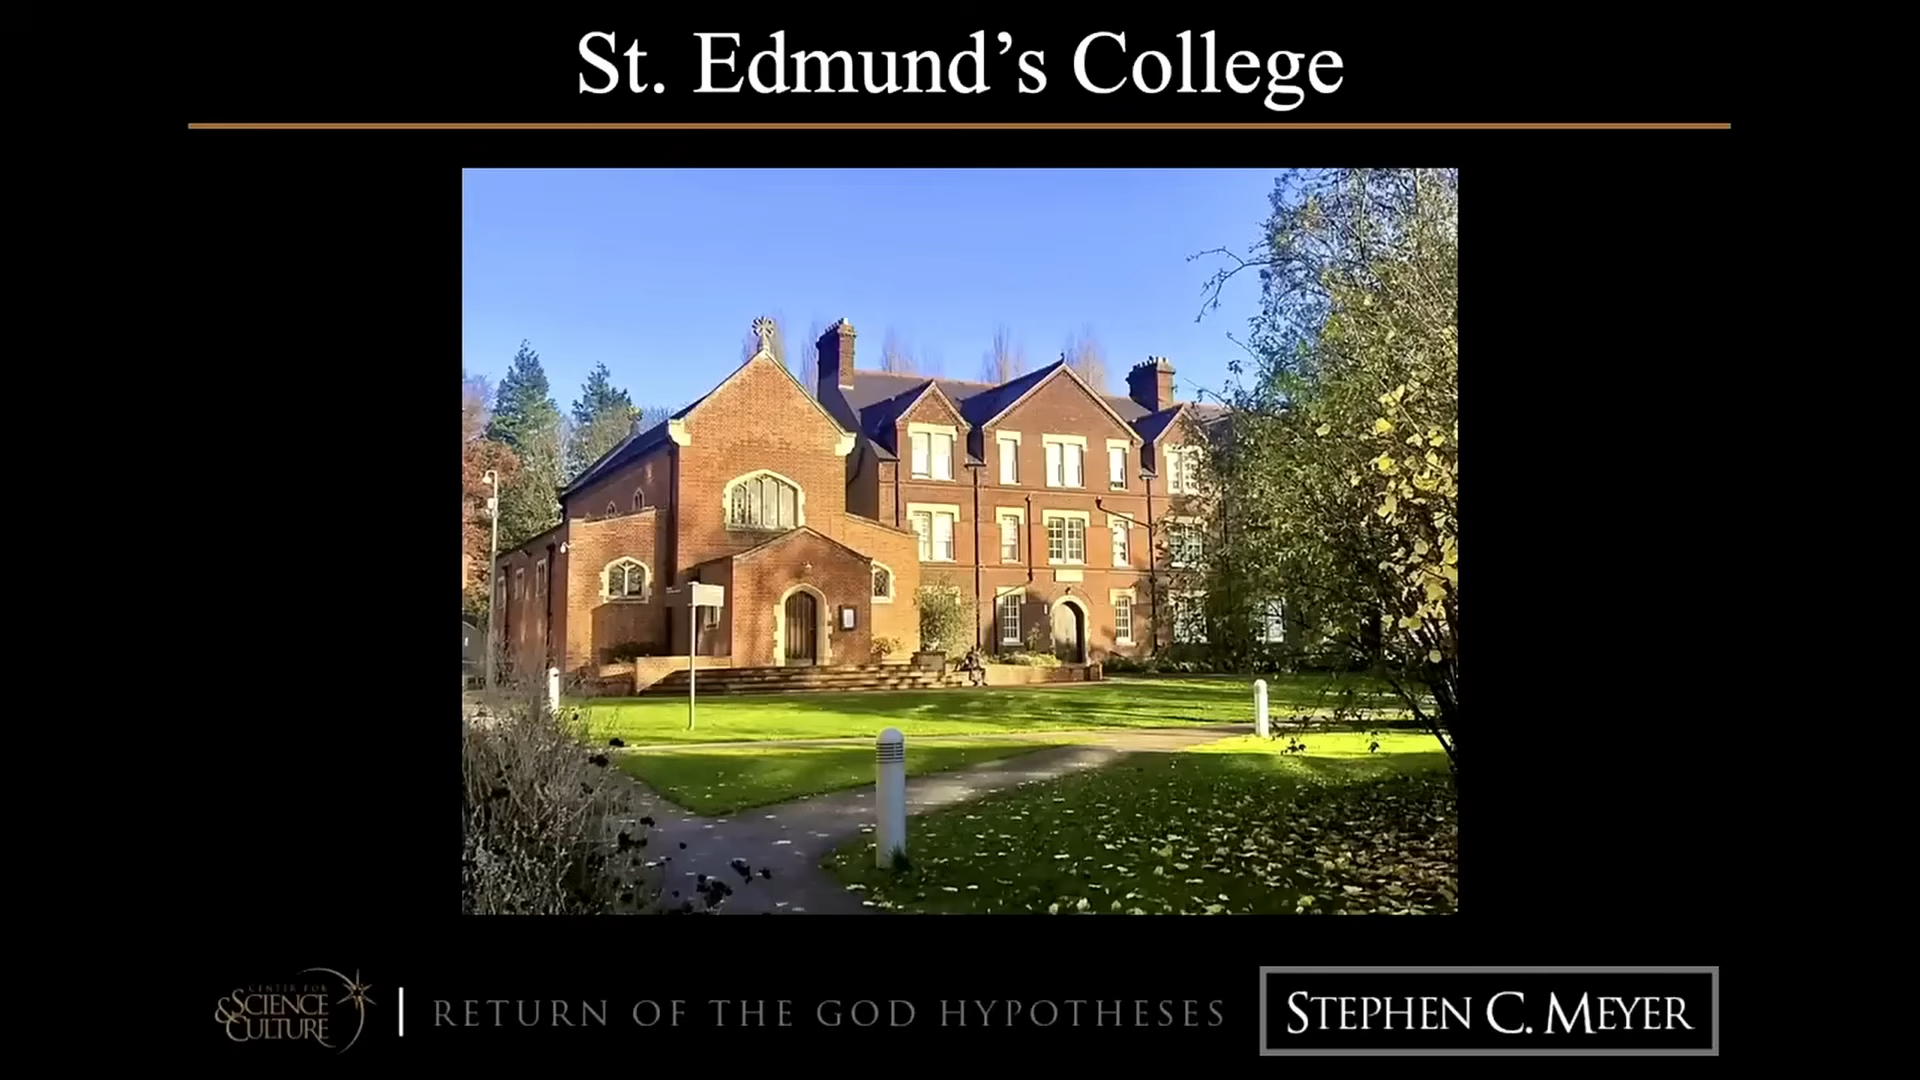 St. Edmund’s College
CENTER FOR
& SCIENCE
CULTURE
RETURN OF THE GOD HYPOTHESES
STEPHEN C. MEYER